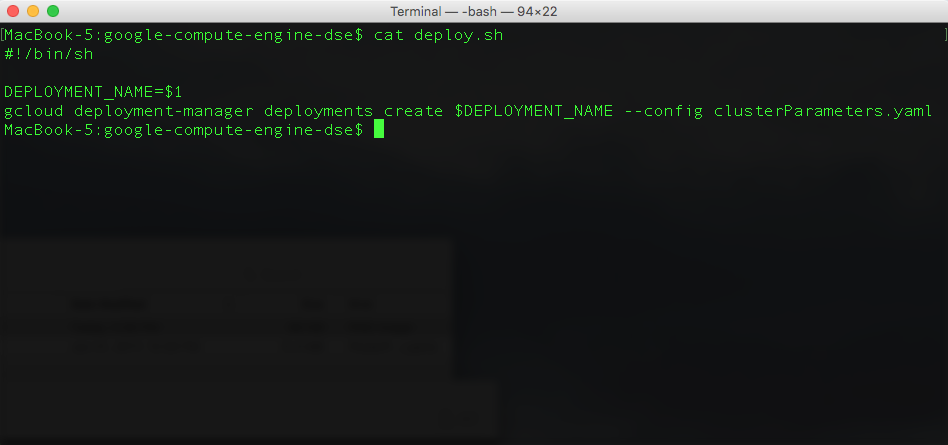 Terminal — -bash — 94×22
[MacBook-5:google-compute-engine-dse$ cat deploy.sh ]
#!/bin/sh
DEPLOYMENT_NAME=$1
gcloud deployment-manager deployments create $DEPLOYMENT_NAME --config clusterParameters.yaml
MacBook-5:google-compute-engine-dse$